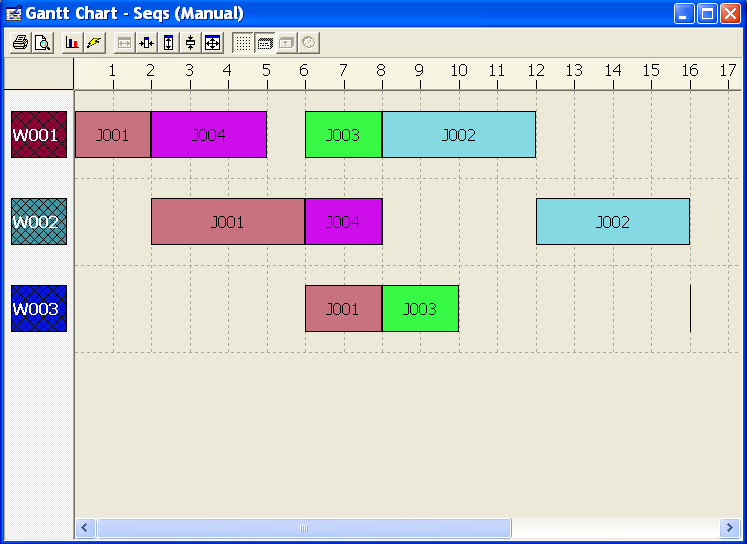 Gantt Chart - Seqs (Manual)
1 2 3 4 5 6 7 8 9 10 11 12 13 14 15 16 17
W001 J001 J004 J003 J002
W002 J001 J004 J002
W003 J001 J003